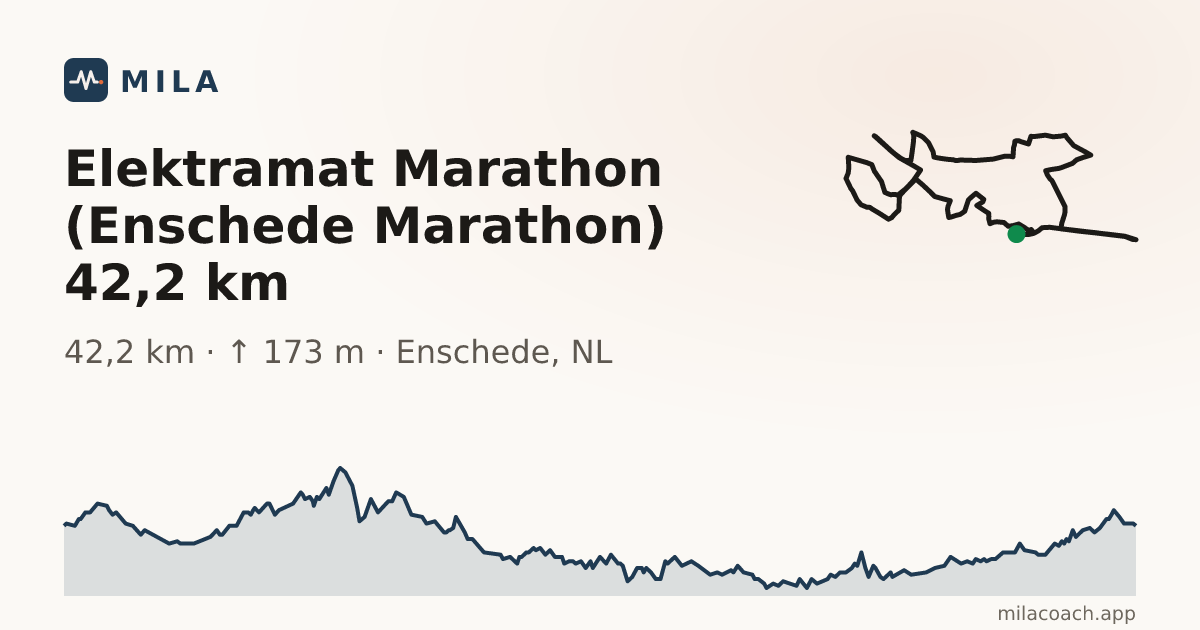 MILA
Elektramat Marathon
(Enschede Marathon)
42,2 km
42,2 km · ↑ 173 m · Enschede, NL
milacoach.app